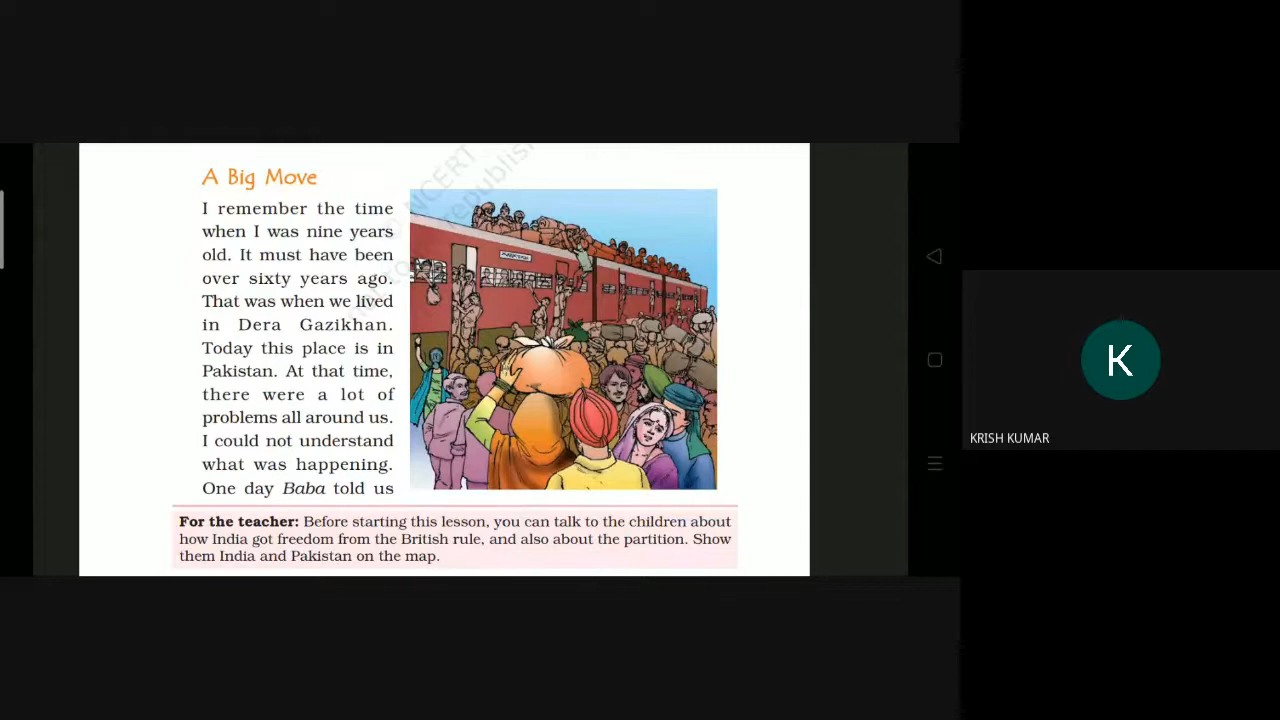 A Big Move
I remember the time
when I was nine years
old. It must have been
over sixty years ago.
That was when we lived
in Dera Gazikhan.
Today this place is in
Pakistan. At that time,
there were a lot of
problems all around us.
I could not understand
what was happening.
One day Baba told us
For the teacher: Before starting this lesson, you can talk to the children about
how India got freedom from the British rule, and also about the partition. Show
them India and Pakistan on the map.
K
KRISH KUMAR